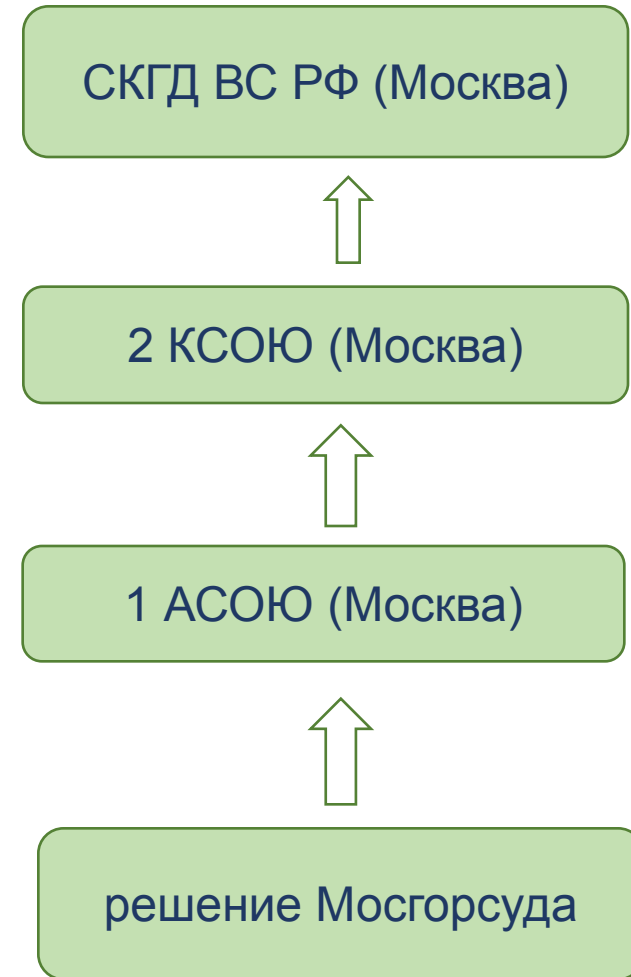 СКГД ВС РФ (Москва)
2 КСОЮ (Москва)
1 АСОЮ (Москва)
решение Мосгорсуда